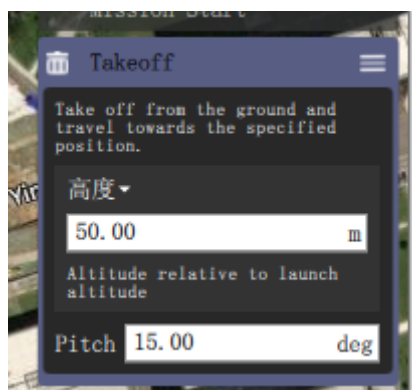 Mission Start
Takeoff
Take off from the ground and
travel towards the specified
position.
高度
50.00 m
Altitude relative to launch
altitude
Pitch 15.00 deg